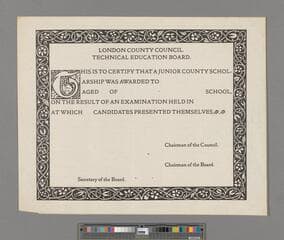 LONDON COUNTY COUNCIL.
TECHNICAL EDUCATION BOARD.
THIS IS TO CERTIFY THAT A JUNIOR COUNTY SCHOL-
ARSHIP WAS AWARDED TO
AGED OF SCHOOL,
ON THE RESULT OF AN EXAMINATION HELD IN
AT WHICH CANDIDATES PRESENTED THEMSELVES.
Chairman of the Council.
Chairman of the Board.
Secretary of the Board.